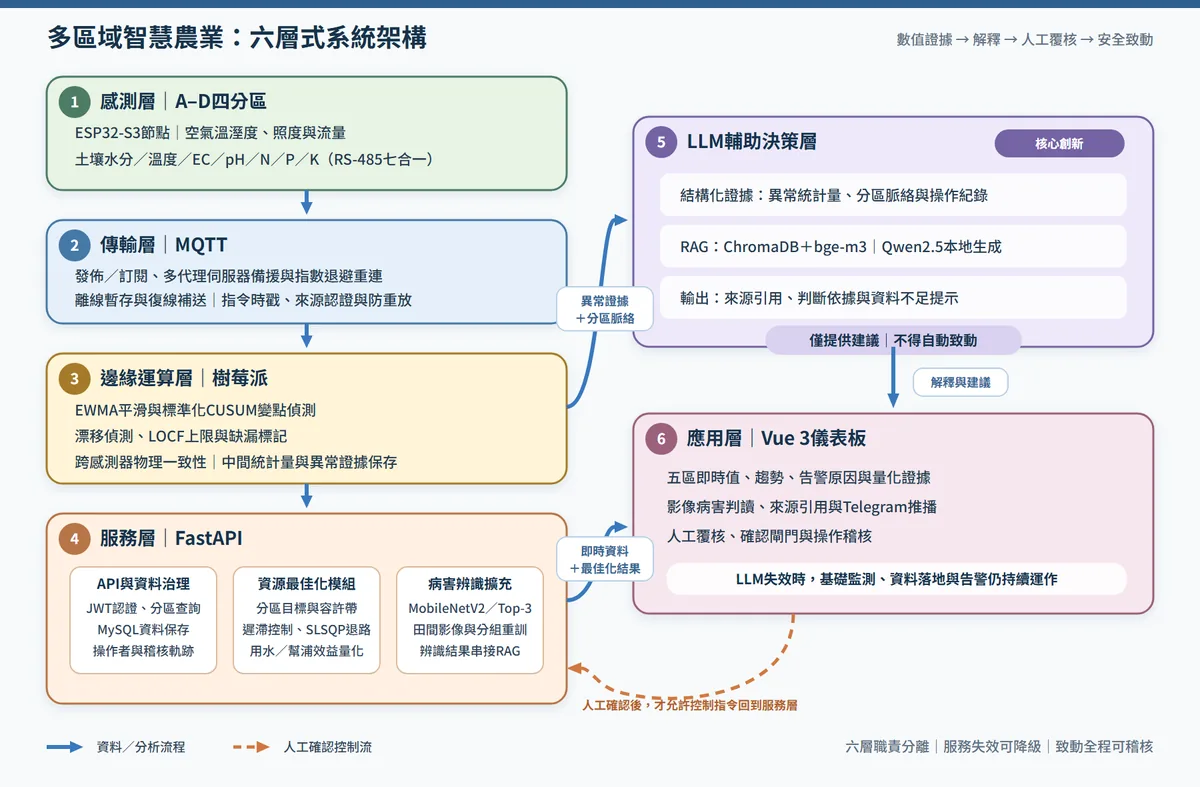 多區域智慧農業：六層式系統架構
數值證據 → 解釋 → 人工覆核 → 安全致動
1
感測層｜A–D四分區
ESP32-S3節點｜空氣溫溼度、照度與流量
土壤水分／溫度／EC／pH／N／P／K（RS-485七合一）
2
傳輸層｜MQTT
發佈／訂閱、多代理伺服器備援與指數退避重連
離線暫存與復線補送｜指令時戳、來源認證與防重放
3
邊緣運算層｜樹莓派
EWMA平滑與標準化CUSUM變點偵測
漂移偵測、LOCF上限與缺漏標記
跨感測器物理一致性｜中間統計量與異常證據保存
4
服務層｜FastAPI
API與資料治理
JWT認證、分區查詢
MySQL資料保存
操作者與稽核軌跡
資源最佳化模組
分區目標與容許帶
遲滯控制、SLSQP退路
用水／幫浦效益量化
病害辨識擴充
MobileNetV2／Top-3
田間影像與分組重訓
辨識結果串接RAG
異常證據
＋分區脈絡
即時資料
＋最佳化結果
5
LLM輔助決策層
核心創新
結構化證據：異常統計量、分區脈絡與操作紀錄
RAG：ChromaDB＋bge-m3｜Qwen2.5本地生成
輸出：來源引用、判斷依據與資料不足提示
僅提供建議｜不得自動致動
解釋與建議
6
應用層｜Vue 3儀表板
五區即時值、趨勢、告警原因與量化證據
影像病害判讀、來源引用與Telegram推播
人工覆核、確認閘門與操作稽核
LLM失效時，基礎監測、資料落地與告警仍持續運作
人工確認後，才允許控制指令回到服務層
資料／分析流程
人工確認控制流
六層職責分離｜服務失效可降級｜致動全程可稽核